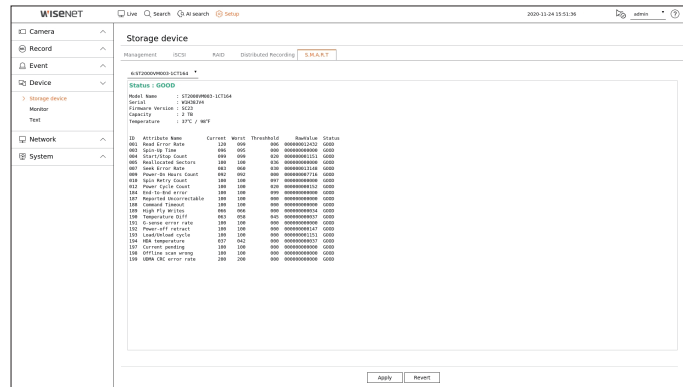 WISENET
Live Search AI search Setup
2020-11-24 15:51:36
admin
?
Camera
Record
Event
Device
> Storage device
Monitor
Text
Network
System
Storage device
Management iSCSI RAID Distributed Recording S.M.A.R.T
6:ST2000VM003-1CT164
Status : GOOD
Model Name : ST2000VM003-1CT164
Serial : W2H3B2V4
Firmware Version : SC23
Capacity : 2 TB
Temperature : 37℃ / 98℉
ID Attribute Name Current Worst Threshhold RawValue Status
001 Read Error Rate 120 099 006 000000012432 GOOD
003 Spin-Up Time 096 095 000 000000000000 GOOD
004 Start/Stop Count 099 099 020 000000001151 GOOD
005 Reallocated Sectors 100 100 036 000000000000 GOOD
007 Seek Error Rate 083 060 030 000000013140 GOOD
009 Power-On Hours Count 092 092 000 000000007716 GOOD
010 Spin Retry Count 100 100 097 000000000000 GOOD
012 Power Cycle Count 100 100 020 000000000152 GOOD
184 End-to-End error 100 100 099 000000000000 GOOD
187 Reported Uncorrectable 100 100 000 000000000000 GOOD
188 Command Timeout 100 100 000 000000000000 GOOD
189 High Fly Writes 066 066 000 000000000034 GOOD
190 Temperature Diff 063 058 045 000000000037 GOOD
191 G-sense error rate 100 100 000 000000000000 GOOD
192 Power-off retract 100 100 000 000000000147 GOOD
193 Load/Unload cycle 100 100 000 000000001151 GOOD
194 HDA temperature 037 042 000 000000000037 GOOD
197 Current pending 100 100 000 000000000000 GOOD
198 Offline scan wrong 100 100 000 000000000000 GOOD
199 UDMA CRC error rate 200 200 000 000000000000 GOOD
Apply Revert